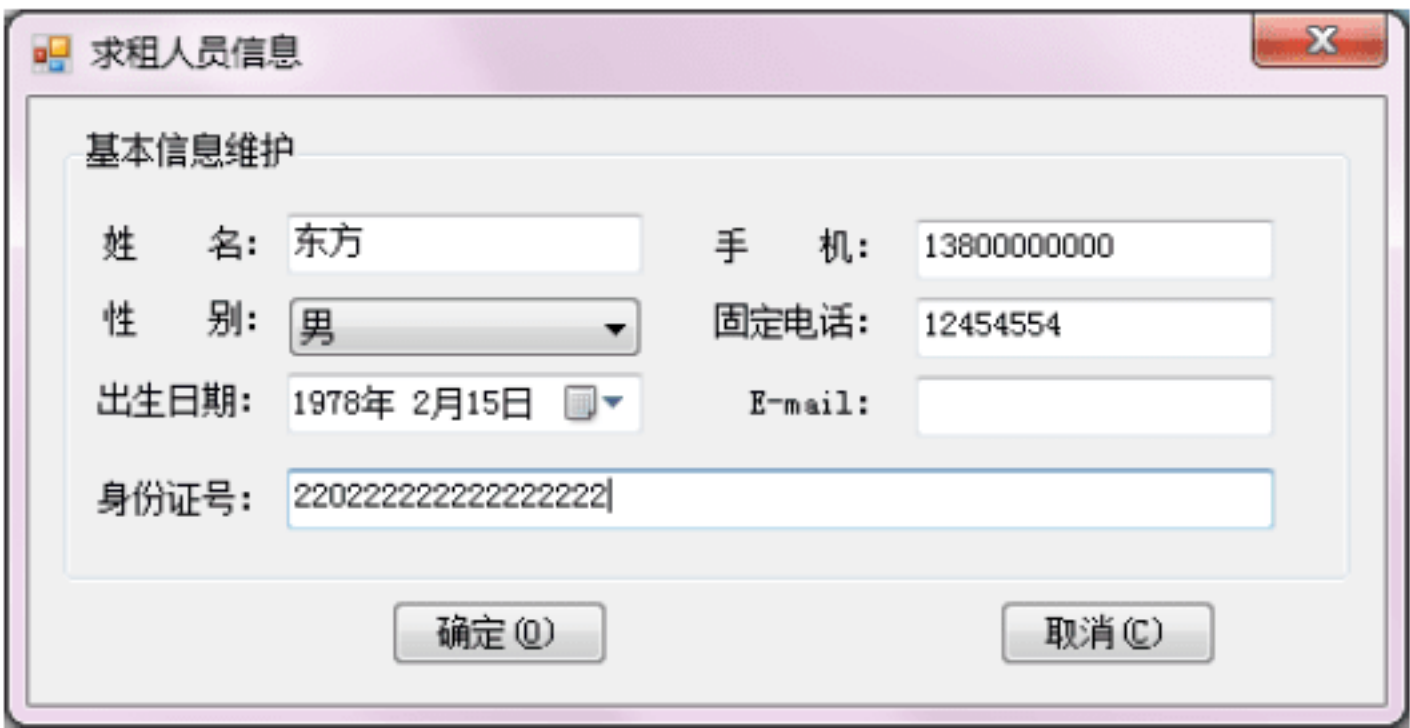 求租人员信息
基本信息维护
姓 名: 东方 手 机: 13800000000
性 别: 男 固定电话: 12454554
出生日期: 1978年 2月15日 E-mail:
身份证号: 220222222222222222
确定(O) 取消(C)